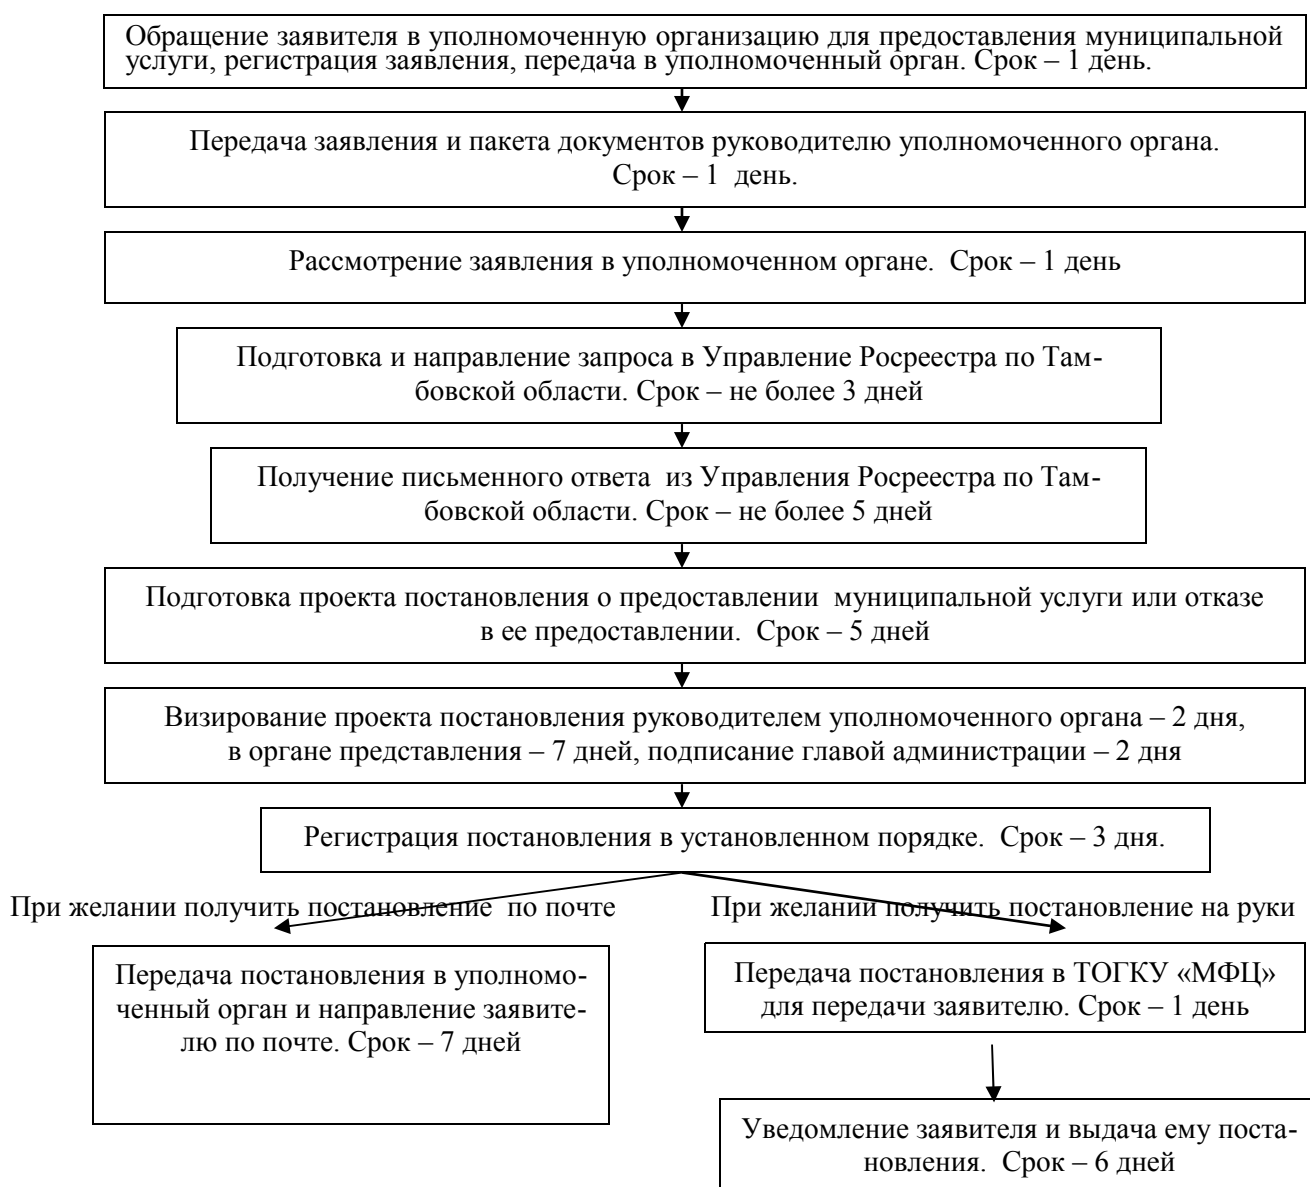 Обращение заявителя в уполномоченную организацию для предоставления муниципальной
услуги, регистрация заявления, передача в уполномоченный орган. Срок – 1 день.
Передача заявления и пакета документов руководителю уполномоченного органа.
Срок – 1 день.
Рассмотрение заявления в уполномоченном органе. Срок – 1 день
Подготовка и направление запроса в Управление Росреестра по Там-
бовской области. Срок – не более 3 дней
Получение письменного ответа из Управления Росреестра по Там-
бовской области. Срок – не более 5 дней
Подготовка проекта постановления о предоставлении муниципальной услуги или отказе
в ее предоставлении. Срок – 5 дней
Визирование проекта постановления руководителем уполномоченного органа – 2 дня,
в органе представления – 7 дней, подписание главой администрации – 2 дня
Регистрация постановления в установленном порядке. Срок – 3 дня.
При желании получить постановление по почте
При желании получить постановление на руки
Передача постановления в уполномо-
ченный орган и направление заявите-
лю по почте. Срок – 7 дней
Передача постановления в ТОГКУ «МФЦ»
для передачи заявителю. Срок – 1 день
Уведомление заявителя и выдача ему поста-
новления. Срок – 6 дней